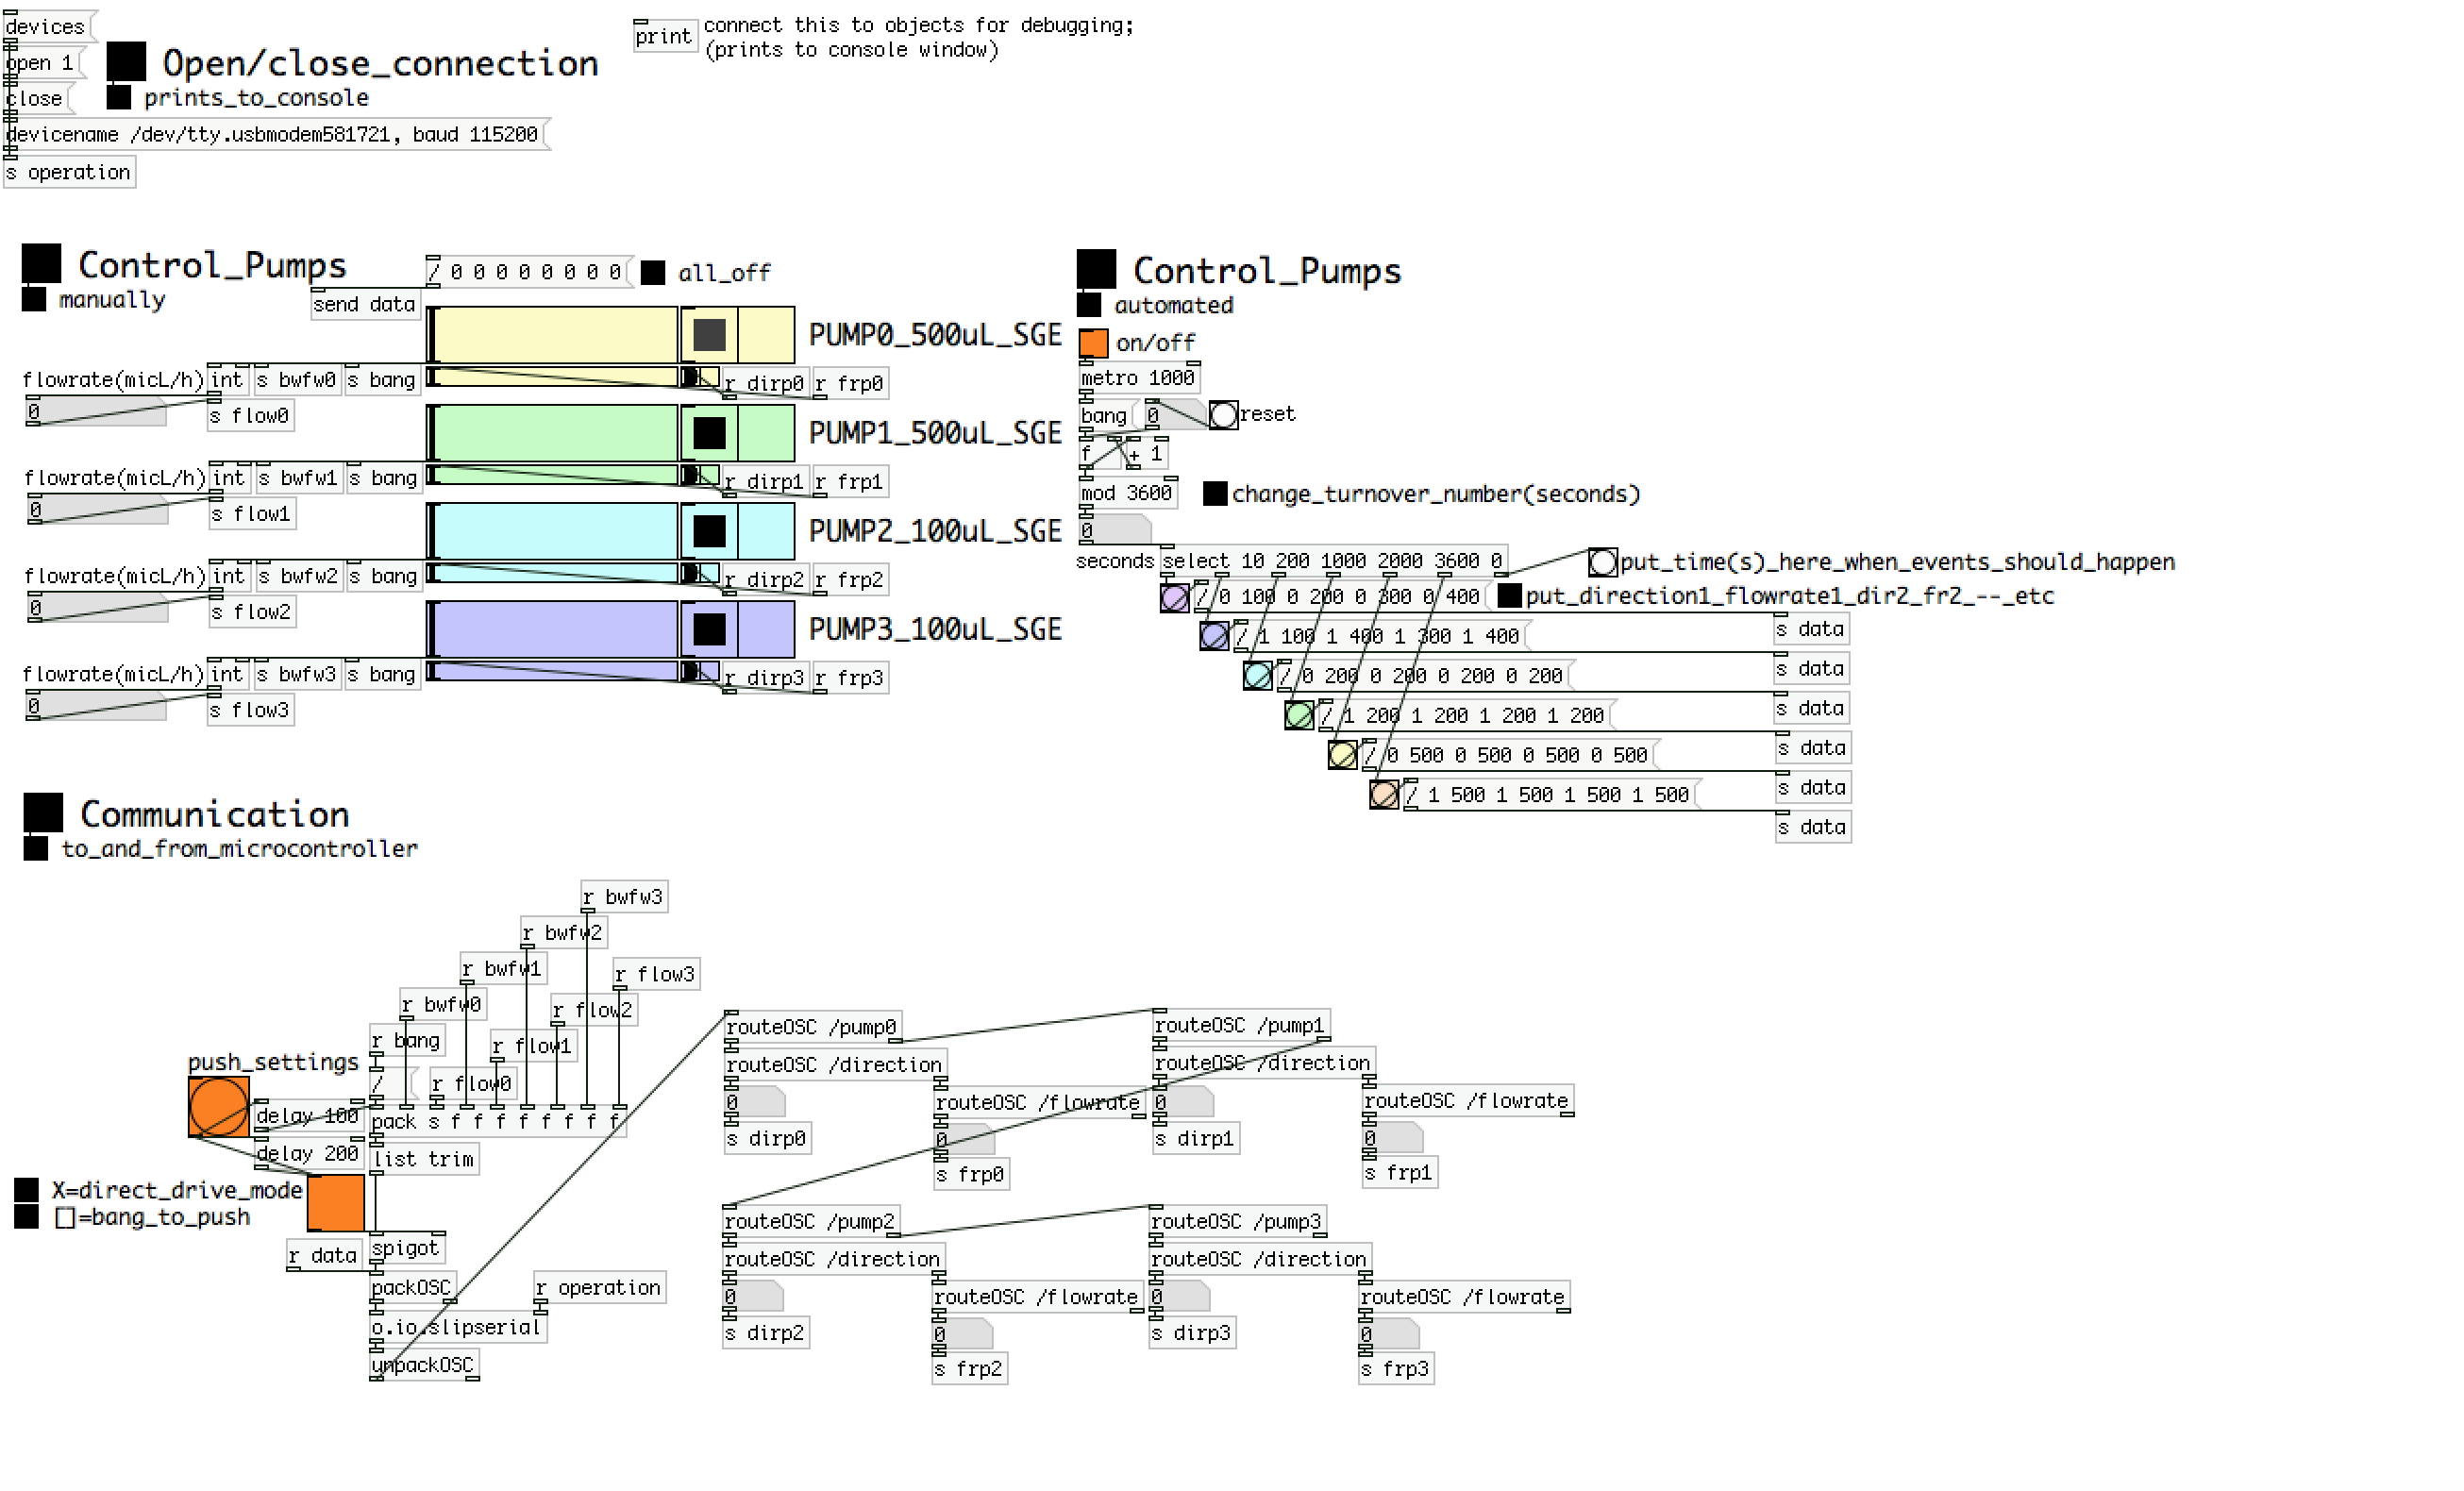 devices
open 1
close
devicename /dev/tty.usbmodem581721, baud 115200
s operation
Open/close_connection
prints_to_console
print
connect this to objects for debugging;
(prints to console window)
Control_Pumps
manually
/ 0 0 0 0 0 0 0 0
all_off
send data
PUMP0_500uL_SGE
flowrate(micL/h)
int
s bwfw0
s bang
r dirp0
r frp0
0
s flow0
PUMP1_500uL_SGE
flowrate(micL/h)
int
s bwfw1
s bang
r dirp1
r frp1
0
s flow1
PUMP2_100uL_SGE
flowrate(micL/h)
int
s bwfw2
s bang
r dirp2
r frp2
0
s flow2
PUMP3_100uL_SGE
flowrate(micL/h)
int
s bwfw3
s bang
r dirp3
r frp3
0
s flow3
Control_Pumps
automated
on/off
metro 1000
bang
0
reset
f
+ 1
mod 3600
change_turnover_number(seconds)
0
seconds
select 10 200 1000 2000 3600 0
put_time(s)_here_when_events_should_happen
/ 0 100 0 200 0 300 0 400
put_direction1_flowrate1_dir2_fr2_--_etc
s data
/ 1 100 1 400 1 300 1 400
s data
/ 0 200 0 200 0 200 0 200
s data
/ 1 200 1 200 1 200 1 200
s data
/ 0 500 0 500 0 500 0 500
s data
/ 1 500 1 500 1 500 1 500
s data
Communication
to_and_from_microcontroller
r bwfw3
r bwfw2
r bwfw1
r flow3
r bwfw0
r flow2
r bang
r flow1
push_settings
/
r flow0
delay 100
pack s f f f f f f f f
delay 200
list trim
X=direct_drive_mode
[]=bang_to_push
r data
spigot
packOSC
r operation
o.io.slipserial
unpackOSC
routeOSC /pump0
routeOSC /direction
0
routeOSC /flowrate
s dirp0
0
s frp0
routeOSC /pump1
routeOSC /direction
0
routeOSC /flowrate
s dirp1
0
s frp1
routeOSC /pump2
routeOSC /direction
0
routeOSC /flowrate
s dirp2
0
s frp2
routeOSC /pump3
routeOSC /direction
0
routeOSC /flowrate
s dirp3
0
s frp3